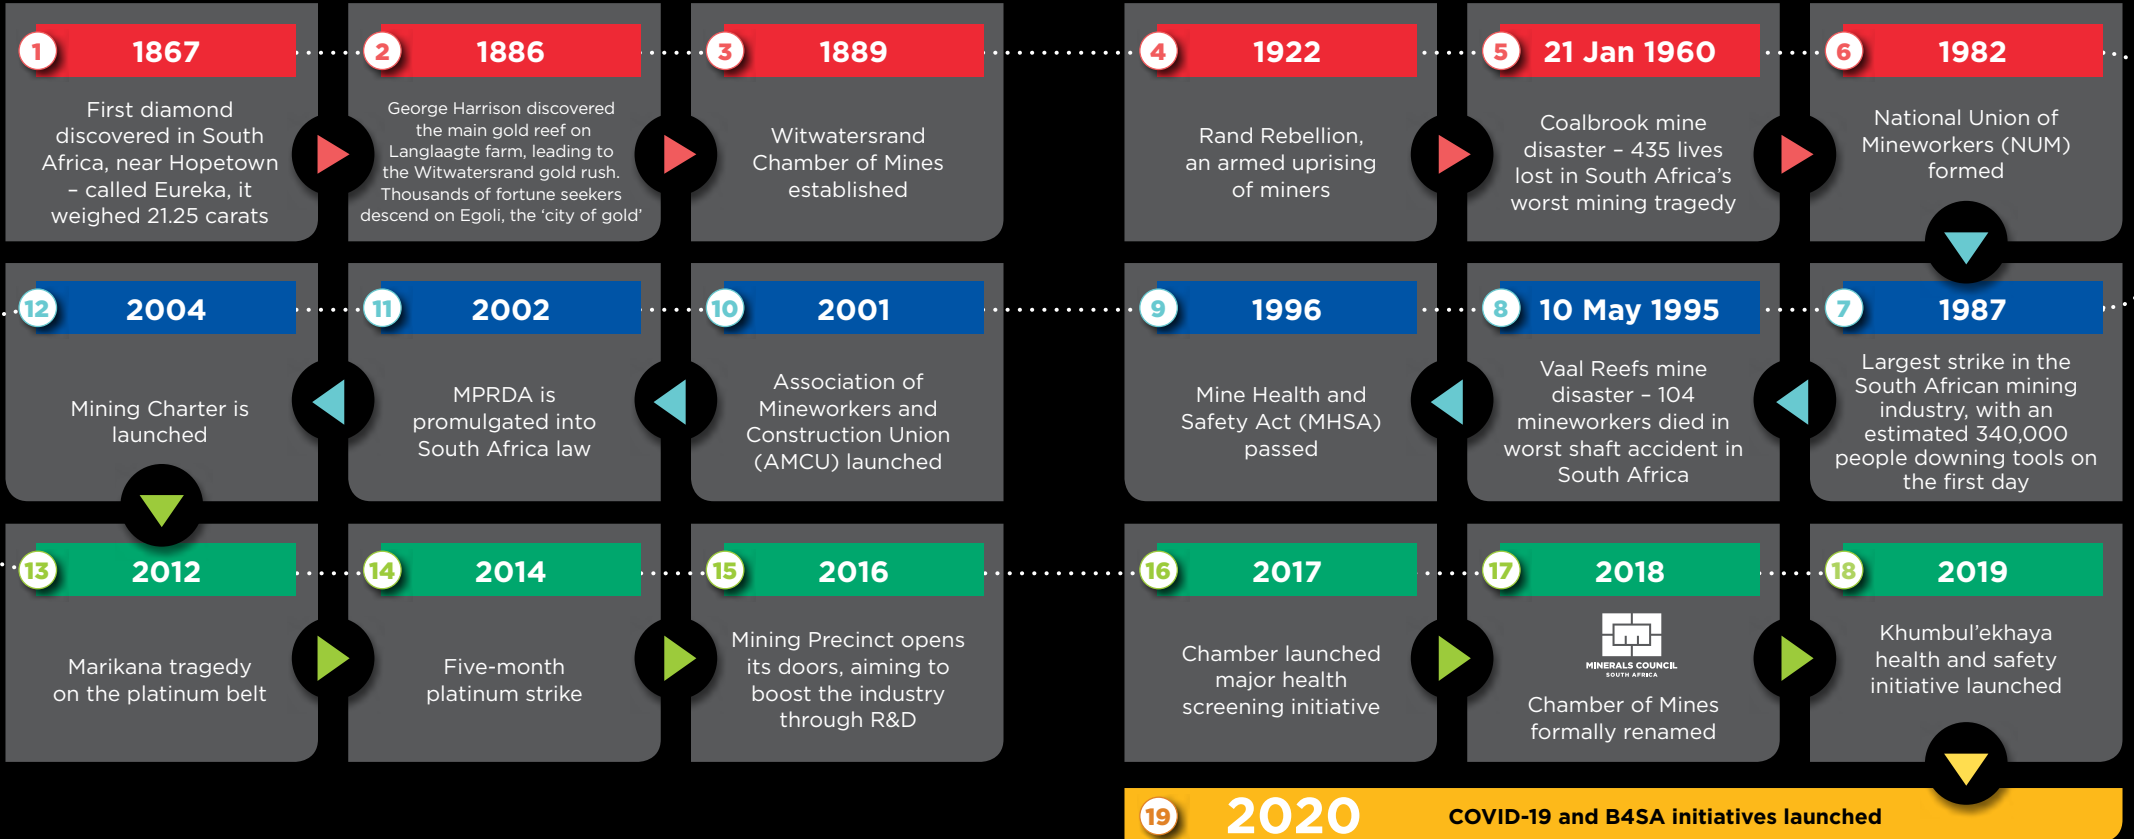 1
1867
First diamond
discovered in South
Africa, near Hopetown
– called Eureka, it
weighed 21.25 carats
2
1886
George Harrison discovered
the main gold reef on
Langlaagte farm, leading to
the Witwatersrand gold rush.
Thousands of fortune seekers
descend on Egoli, the ‘city of gold’
3
1889
Witwatersrand
Chamber of Mines
established
4
1922
Rand Rebellion,
an armed uprising
of miners
5
21 Jan 1960
Coalbrook mine
disaster – 435 lives
lost in South Africa’s
worst mining tragedy
6
1982
National Union of
Mineworkers (NUM)
formed
7
1987
Largest strike in the
South African mining
industry, with an
estimated 340,000
people downing tools on
the first day
8
10 May 1995
Vaal Reefs mine
disaster – 104
mineworkers died in
worst shaft accident in
South Africa
9
1996
Mine Health and
Safety Act (MHSA)
passed
10
2001
Association of
Mineworkers and
Construction Union
(AMCU) launched
11
2002
MPRDA is
promulgated into
South Africa law
12
2004
Mining Charter is
launched
13
2012
Marikana tragedy
on the platinum belt
14
2014
Five-month
platinum strike
15
2016
Mining Precinct opens
its doors, aiming to
boost the industry
through R&D
16
2017
Chamber launched
major health
screening initiative
17
2018
MINERALS COUNCIL
SOUTH AFRICA
Chamber of Mines
formally renamed
18
2019
Khumbul’ekhaya
health and safety
initiative launched
19
2020
COVID-19 and B4SA initiatives launched